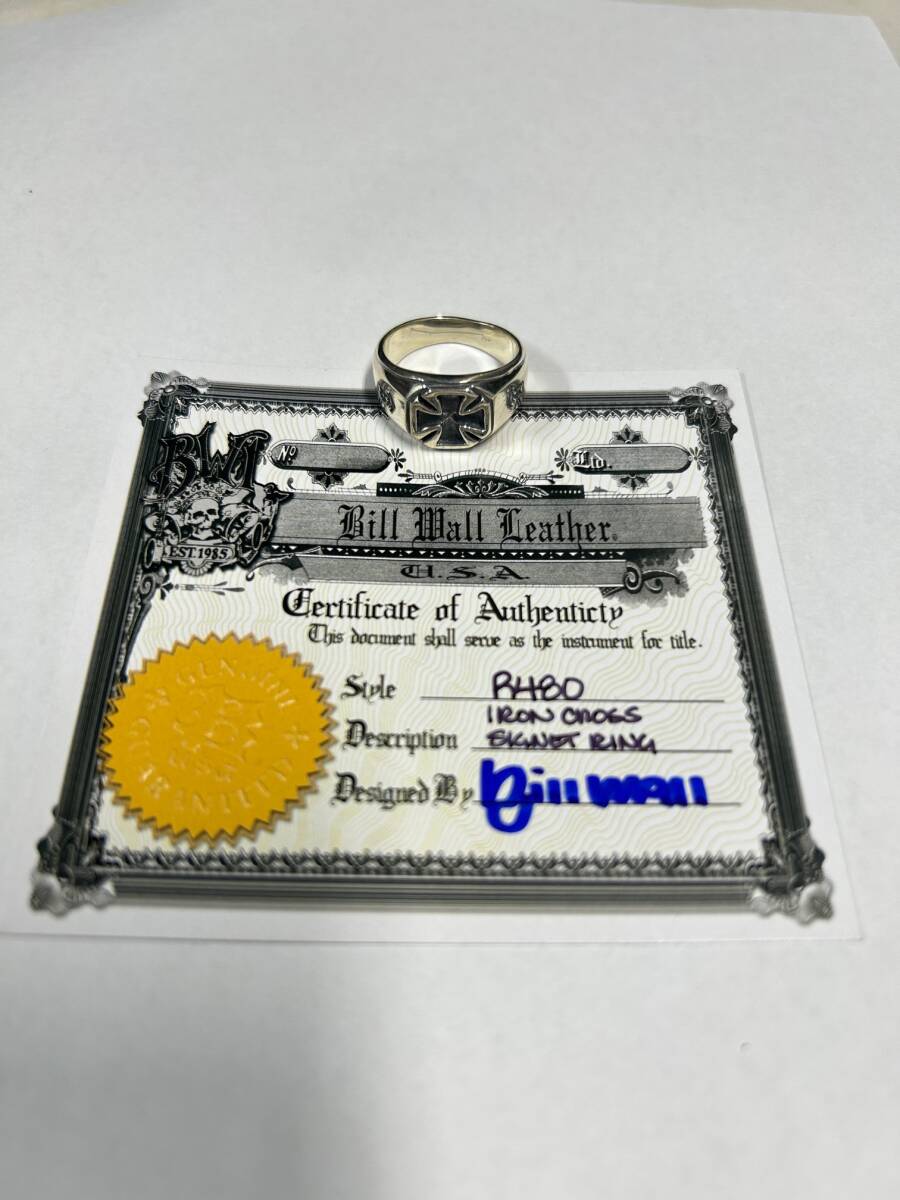 BWL
EST. 1985
Nº
Ltd.
Bill Wall Leather
U.S.A.
Certificate of Authenticty
This document shall serve as the instrument for title.
Style R480
IRON CROSS
Description SIGNET RING
Designed By Bill Wall